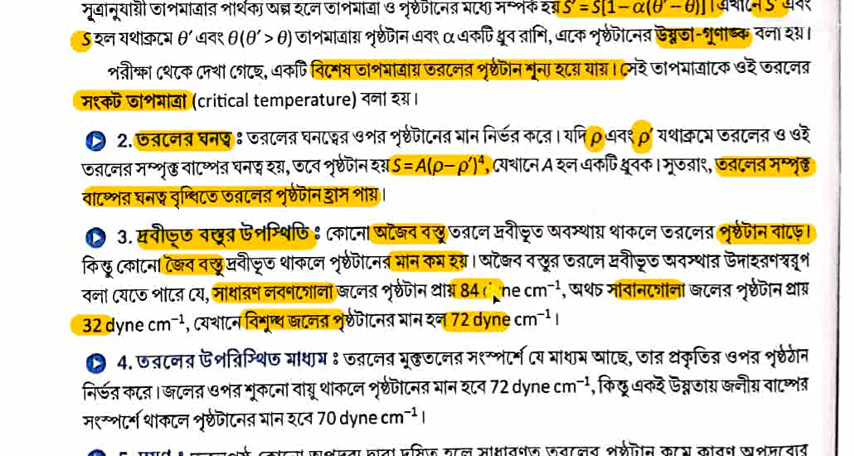 সূত্রানুযায়ী তাপমাত্রার পার্থক্য অল্প হলে তাপমাত্রা ও পৃষ্ঠটানের মধ্যে সম্পর্ক হয় S' = S[1 − α(θ' − θ)]। এখানে S' এবং
S হল যথাক্রমে θ' এবং θ(θ' > θ) তাপমাত্রায় পৃষ্ঠটান এবং α একটি ধ্রুব রাশি, একে পৃষ্ঠটানের উষ্ণতা-গুণাঙ্ক বলা হয়।
পরীক্ষা থেকে দেখা গেছে, একটি বিশেষ তাপমাত্রায় তরলের পৃষ্ঠটান শূন্য হয়ে যায়। সেই তাপমাত্রাকে ওই তরলের
সংকট তাপমাত্রা (critical temperature) বলা হয়।
2. তরলের ঘনত্ব : তরলের ঘনত্বের ওপর পৃষ্ঠটানের মান নির্ভর করে। যদি ρ এবং ρ' যথাক্রমে তরলের ও ওই
তরলের সম্পৃক্ত বাষ্পের ঘনত্ব হয়, তবে পৃষ্ঠটান হয় S = A(ρ − ρ')⁴, যেখানে A হল একটি ধ্রুবক। সুতরাং, তরলের সম্পৃক্ত
বাষ্পের ঘনত্ব বৃদ্ধিতে তরলের পৃষ্ঠটান হ্রাস পায়।
3. দ্রবীভূত বস্তুর উপস্থিতি : কোনো অজৈব বস্তু তরলে দ্রবীভূত অবস্থায় থাকলে তরলের পৃষ্ঠটান বাড়ে।
কিন্তু কোনো জৈব বস্তু দ্রবীভূত থাকলে পৃষ্ঠটানের মান কম হয়। অজৈব বস্তুর তরলে দ্রবীভূত অবস্থার উদাহরণস্বরূপ
বলা যেতে পারে যে, সাধারণ লবণগোলা জলের পৃষ্ঠটান প্রায় 84 ne cm⁻¹, অথচ সাবানগোলা জলের পৃষ্ঠটান প্রায়
32 dyne cm⁻¹, যেখানে বিশুদ্ধ জলের পৃষ্ঠটানের মান হল 72 dyne cm⁻¹।
4. তরলের উপরিস্থিত মাধ্যম : তরলের মুক্ততলের সংস্পর্শে যে মাধ্যম আছে, তার প্রকৃতির ওপর পৃষ্ঠঠান
নির্ভর করে। জলের ওপর শুকনো বায়ু থাকলে পৃষ্ঠটানের মান হবে 72 dyne cm⁻¹, কিন্তু একই উষ্ণতায় জলীয় বাষ্পের
সংস্পর্শে থাকলে পৃষ্ঠটানের মান হবে 70 dyne cm⁻¹।